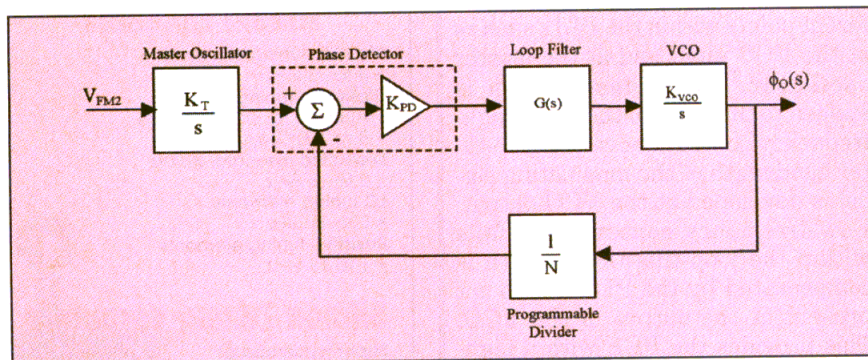 Master Oscillator
Phase Detector
Loop Filter
VCO
V_FM2
K_T
s
+
Σ
-
K_PD
G(s)
K_VCO
s
ϕ_O(s)
1
N
Programmable
Divider